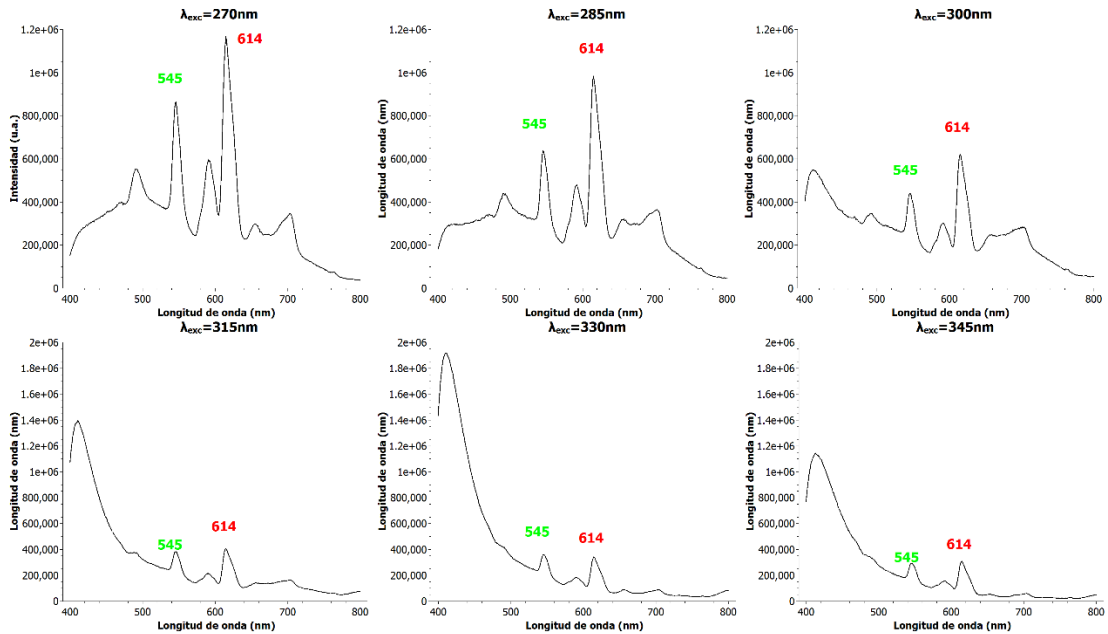 λexc=270nm
Intensidad (u.a.)
1.2e+06
1e+06
800,000
600,000
400,000
200,000
0
545
614
400 500 600 700 800
Longitud de onda (nm)
λexc=285nm
Longitud de onda (nm)
1.2e+06
1e+06
800,000
600,000
400,000
200,000
0
545
614
400 500 600 700 800
Longitud de onda (nm)
λexc=300nm
Longitud de onda (nm)
1.2e+06
1e+06
800,000
600,000
400,000
200,000
0
545
614
400 500 600 700 800
Longitud de onda (nm)
λexc=315nm
Longitud de onda (nm)
2e+06
1.8e+06
1.6e+06
1.4e+06
1.2e+06
1e+06
800,000
600,000
400,000
200,000
0
545
614
400 500 600 700 800
Longitud de onda (nm)
λexc=330nm
Longitud de onda (nm)
2e+06
1.8e+06
1.6e+06
1.4e+06
1.2e+06
1e+06
800,000
600,000
400,000
200,000
0
545
614
400 500 600 700 800
Longitud de onda (nm)
λexc=345nm
Longitud de onda (nm)
2e+06
1.8e+06
1.6e+06
1.4e+06
1.2e+06
1e+06
800,000
600,000
400,000
200,000
0
545
614
400 500 600 700 800
Longitud de onda (nm)